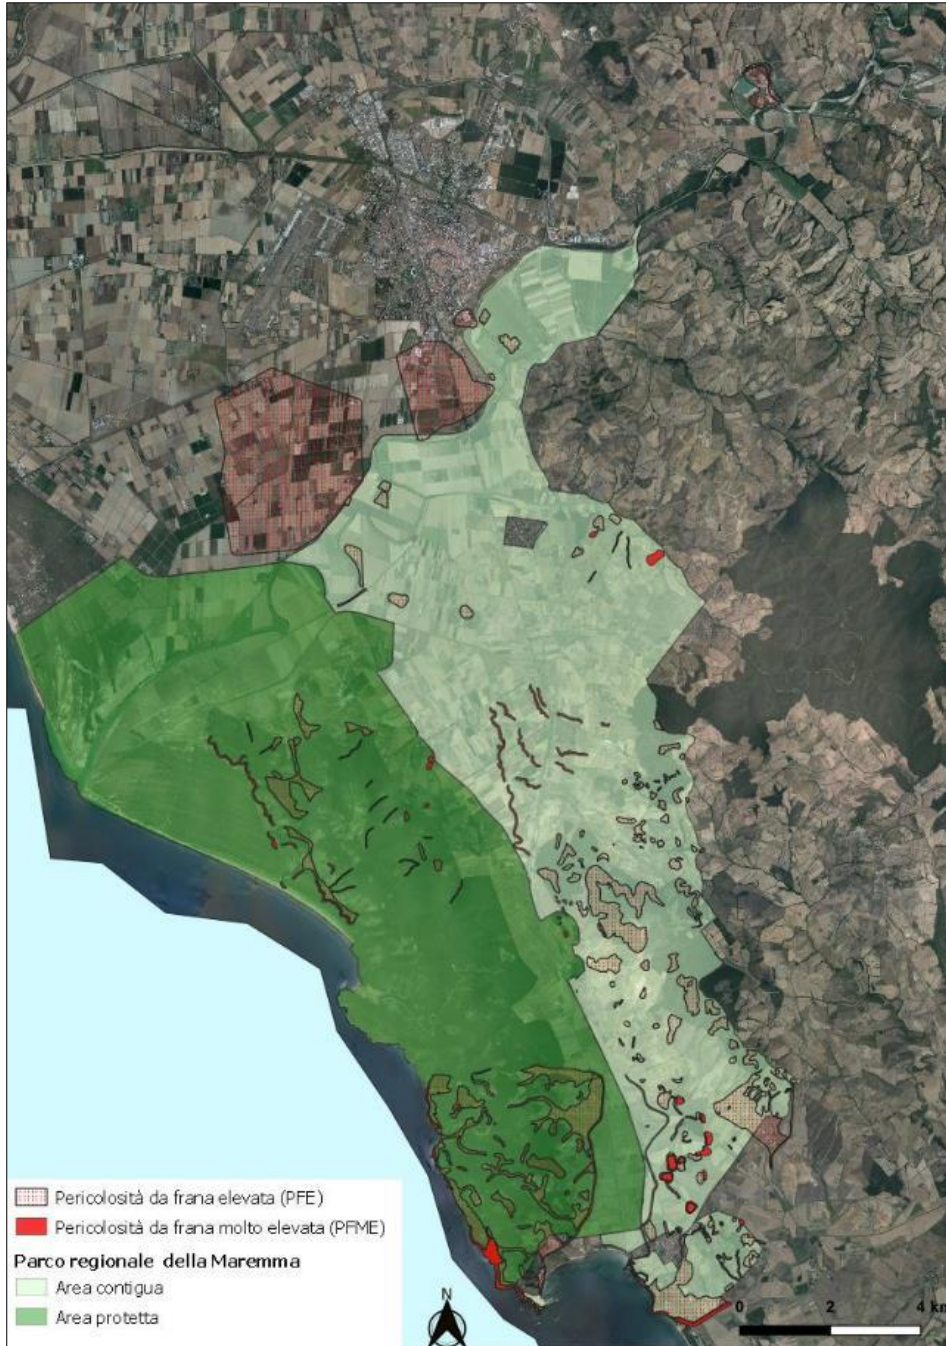 Pericolosità da frana elevata (PFE)
Pericolosità da frana molto elevata (PFME)
Parco regionale della Maremma
Area contigua
Area protetta
N
0 2 4 km